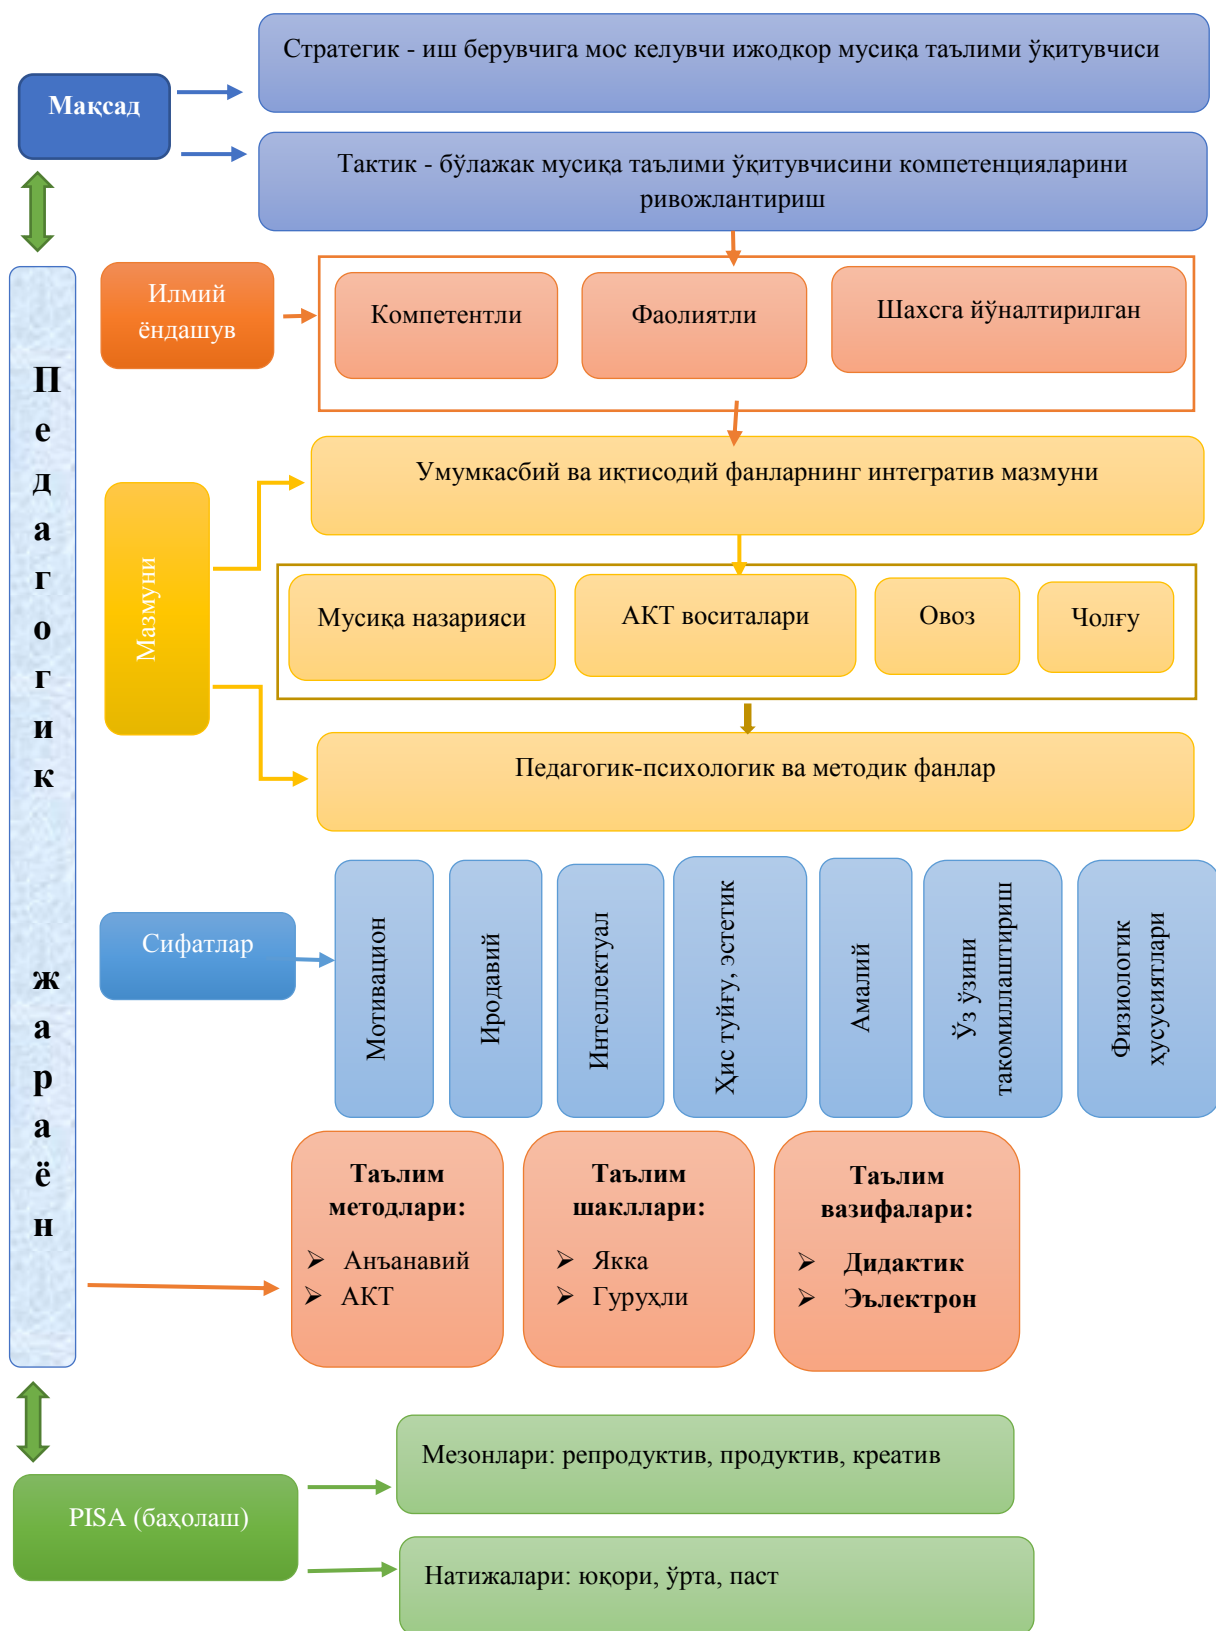 Стратегик - иш берувчига мос келувчи ижодкор мусиқа таълими ўқитувчиси
Мақсад
Тактик - бўлажак мусиқа таълими ўқитувчисини компетенцияларини
ривожлантириш
Илмий
ёндашув
Компетентли
Фаолиятли
Шахсга йўналтирилган
Педагогик
жараён
Умумкасбий ва иқтисодий фанларнинг интегратив мазмуни
Мазмуни
Мусиқа назарияси
АКТ воситалари
Овоз
Чолғу
Педагогик-психологик ва методик фанлар
Сифатлар
Мотивацион
Иродавий
Интеллектуал
Ҳис туйғу, эстетик
Амалий
Ўз ўзини
такомиллаштириш
Физиологик
ҳусусиятлари
Таълим
методлари:
➢ Анъанавий
➢ АКТ
Таълим
шакллари:
➢ Якка
➢ Гуруҳли
Таълим
вазифалари:
➢ Дидактик
➢ Эълектрон
Мезонлари: репродуктив, продуктив, креатив
PISA (баҳолаш)
Натижалари: юқори, ўрта, паст